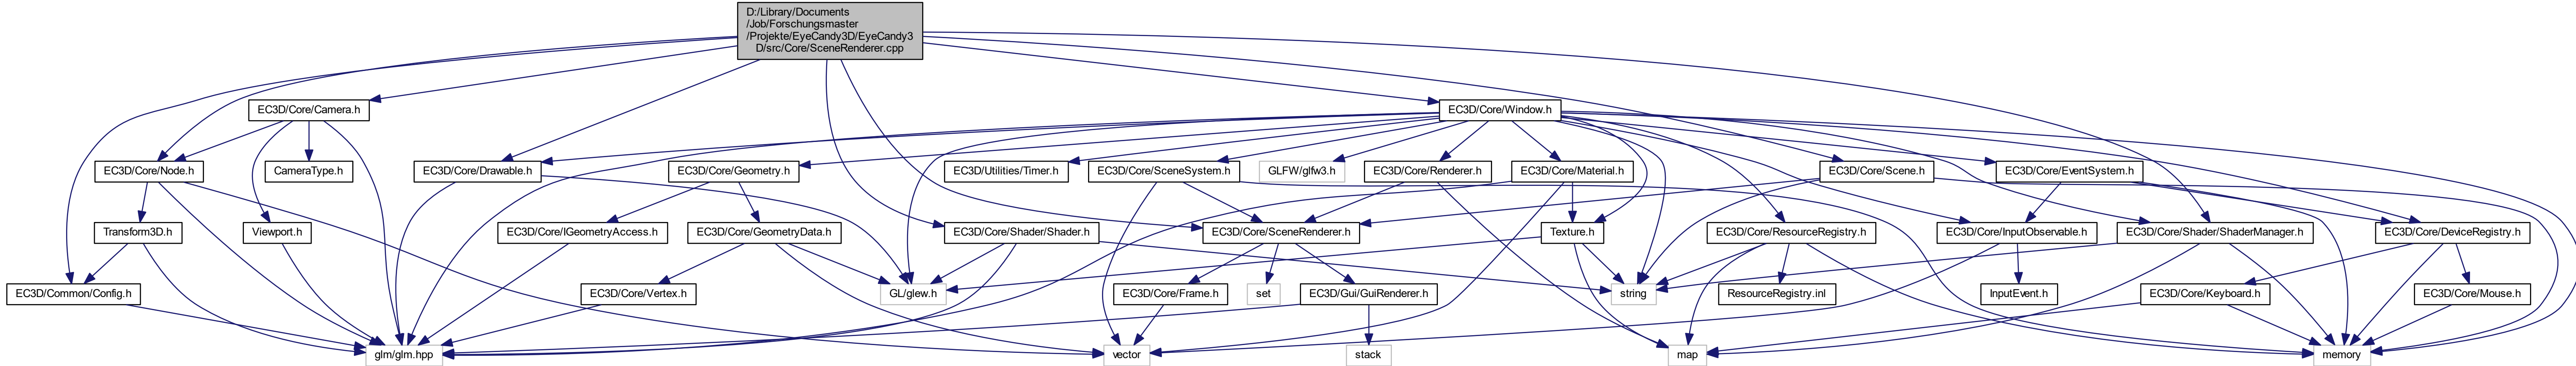 D:/Library/Documents
/Job/Forschungsmaster
/Projekte/EyeCandy3D/EyeCandy3
D/src/Core/SceneRenderer.cpp
EC3D/Core/Camera.h
EC3D/Core/Window.h
EC3D/Core/Node.h
CameraType.h
EC3D/Core/Drawable.h
EC3D/Core/Geometry.h
EC3D/Utilities/Timer.h
EC3D/Core/SceneSystem.h
GLFW/glfw3.h
EC3D/Core/Renderer.h
EC3D/Core/Material.h
EC3D/Core/Scene.h
EC3D/Core/EventSystem.h
Transform3D.h
Viewport.h
EC3D/Core/IGeometryAccess.h
EC3D/Core/GeometryData.h
EC3D/Core/Shader/Shader.h
EC3D/Core/SceneRenderer.h
Texture.h
EC3D/Core/ResourceRegistry.h
EC3D/Core/InputObservable.h
EC3D/Core/Shader/ShaderManager.h
EC3D/Core/DeviceRegistry.h
EC3D/Common/Config.h
EC3D/Core/Vertex.h
GL/glew.h
EC3D/Core/Frame.h
set
EC3D/Gui/GuiRenderer.h
string
ResourceRegistry.inl
InputEvent.h
EC3D/Core/Keyboard.h
EC3D/Core/Mouse.h
glm/glm.hpp
vector
stack
map
memory